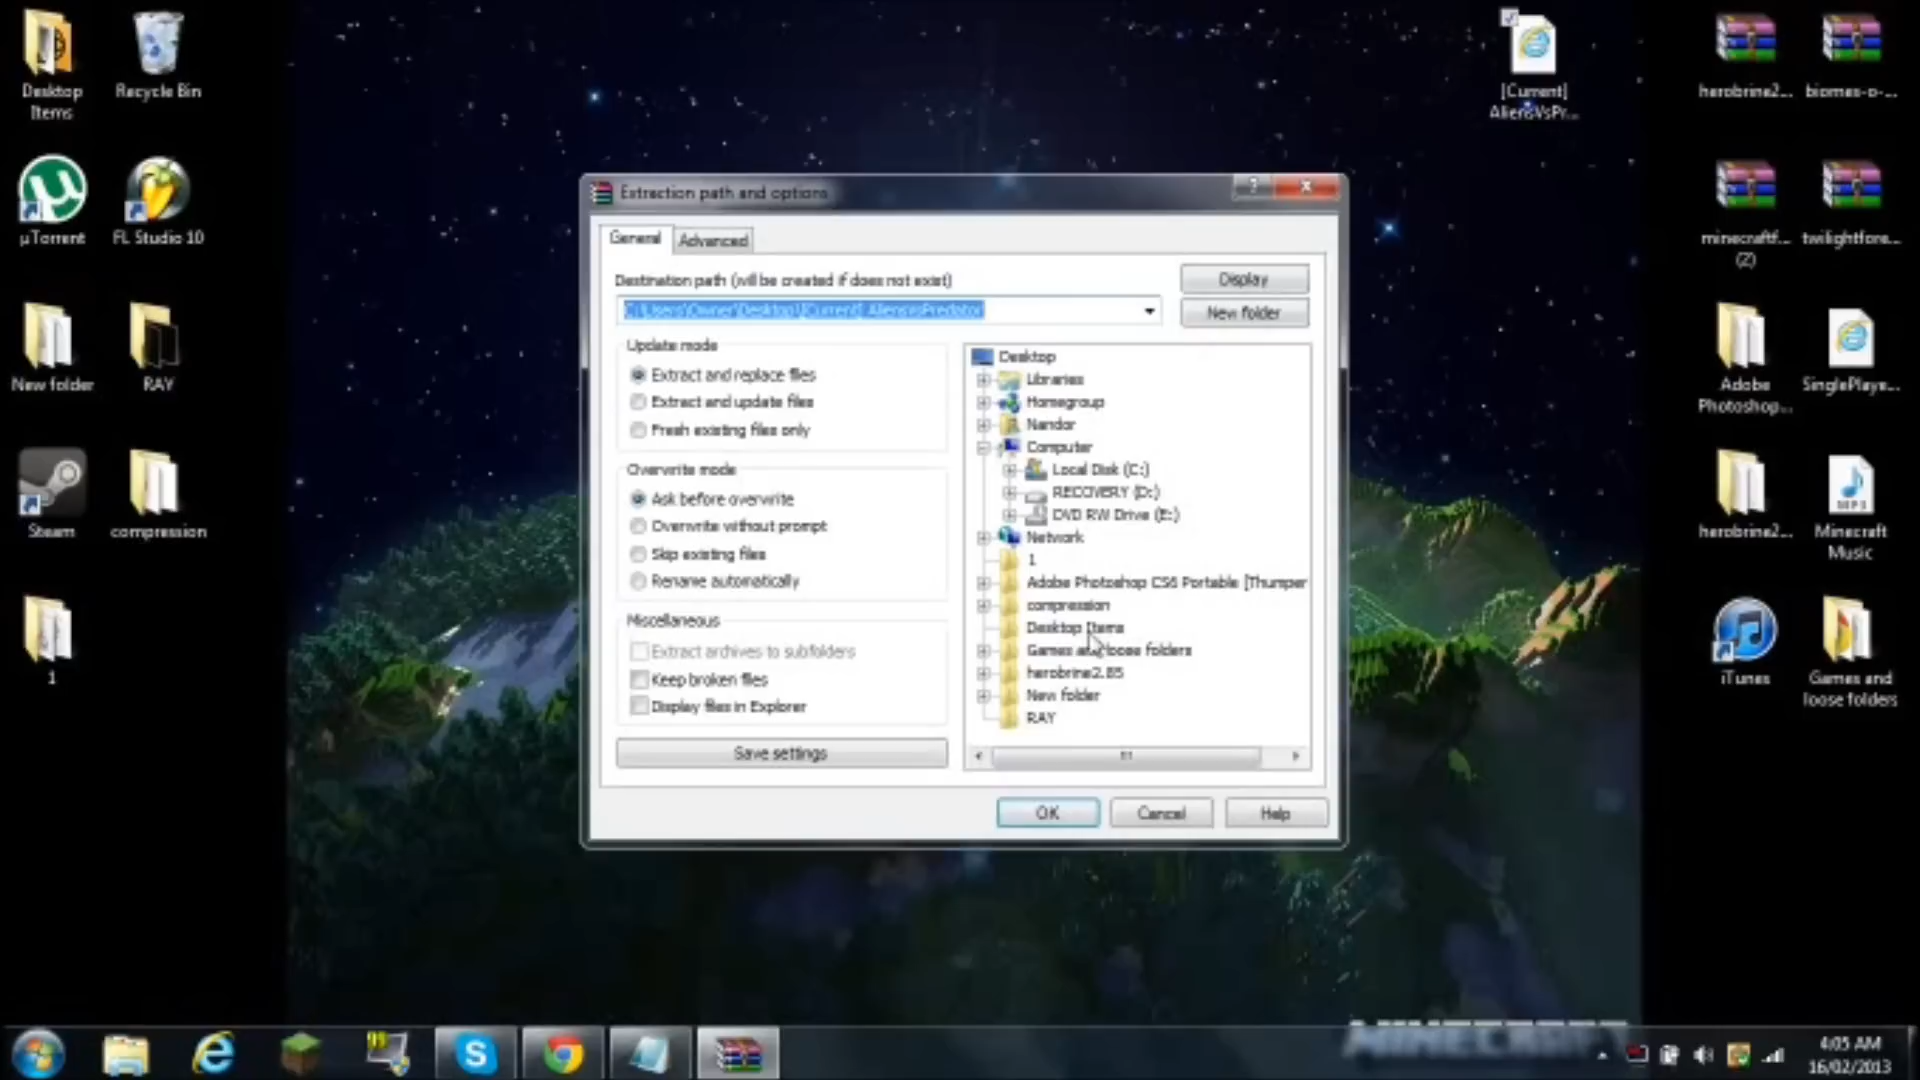 Desktop
Items
Recycle Bin
µTorrent
FL Studio 10
New folder
RAY
Steam
compression
1
[Current]
AliensVsPr...
herobrine2...
biomes-o-...
minecraftf...
(2)
twilightfore...
Adobe
Photoshop...
SinglePlaye...
herobrine2...
Minecraft
Music
MP3
iTunes
Games and
loose folders
Extraction path and options
General
Advanced
Destination path (will be created if does not exist)
Display
C:\Users\Owner\Desktop\[Current] AliensVsPredator
New folder
Update mode
Extract and replace files
Extract and update files
Fresh existing files only
Overwrite mode
Ask before overwrite
Overwrite without prompt
Skip existing files
Rename automatically
Miscellaneous
Extract archives to subfolders
Keep broken files
Display files in Explorer
Save settings
Desktop
Libraries
Homegroup
Nandor
Computer
Local Disk (C:)
RECOVERY (D:)
DVD RW Drive (E:)
Network
1
Adobe Photoshop CS6 Portable [Thumper
compression
Desktop Items
Games and loose folders
herobrine2.85
New folder
RAY
OK
Cancel
Help
MINECRAFT
4:05 AM
16/02/2013